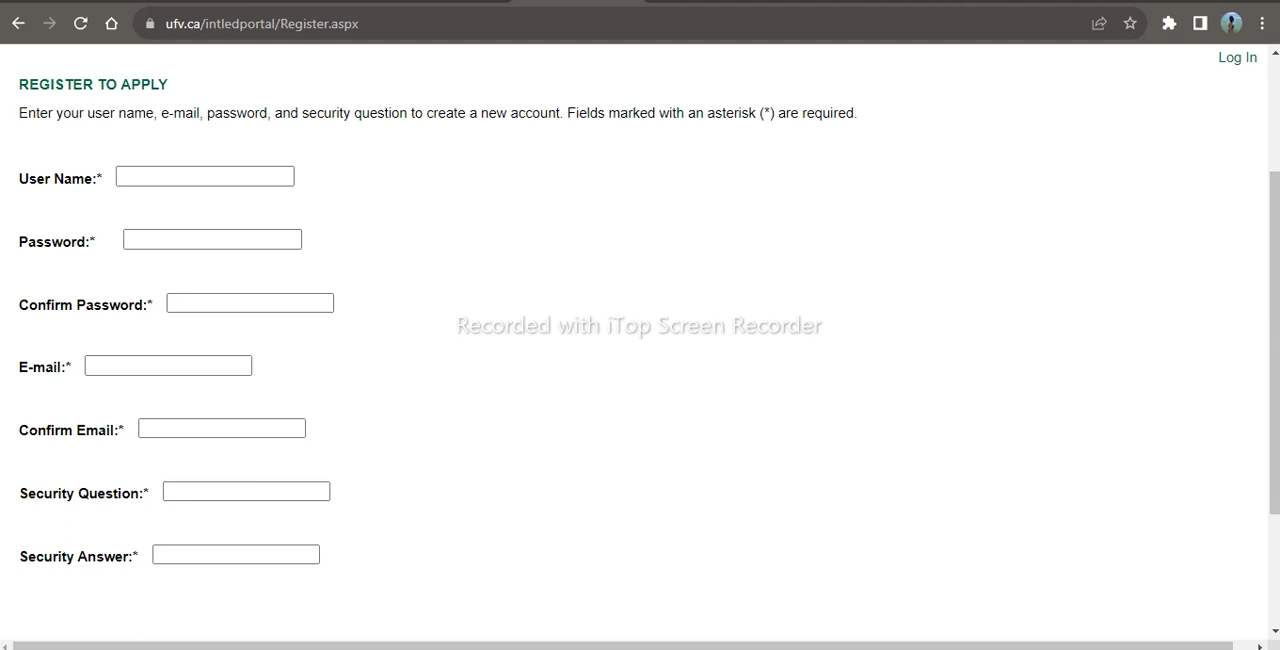 ufv.ca/intledportal/Register.aspx
Log In
REGISTER TO APPLY
Enter your user name, e-mail, password, and security question to create a new account. Fields marked with an asterisk (*) are required.
User Name:*
Password:*
Confirm Password:*
Recorded with iTop Screen Recorder
E-mail:*
Confirm Email:*
Security Question:*
Security Answer:*